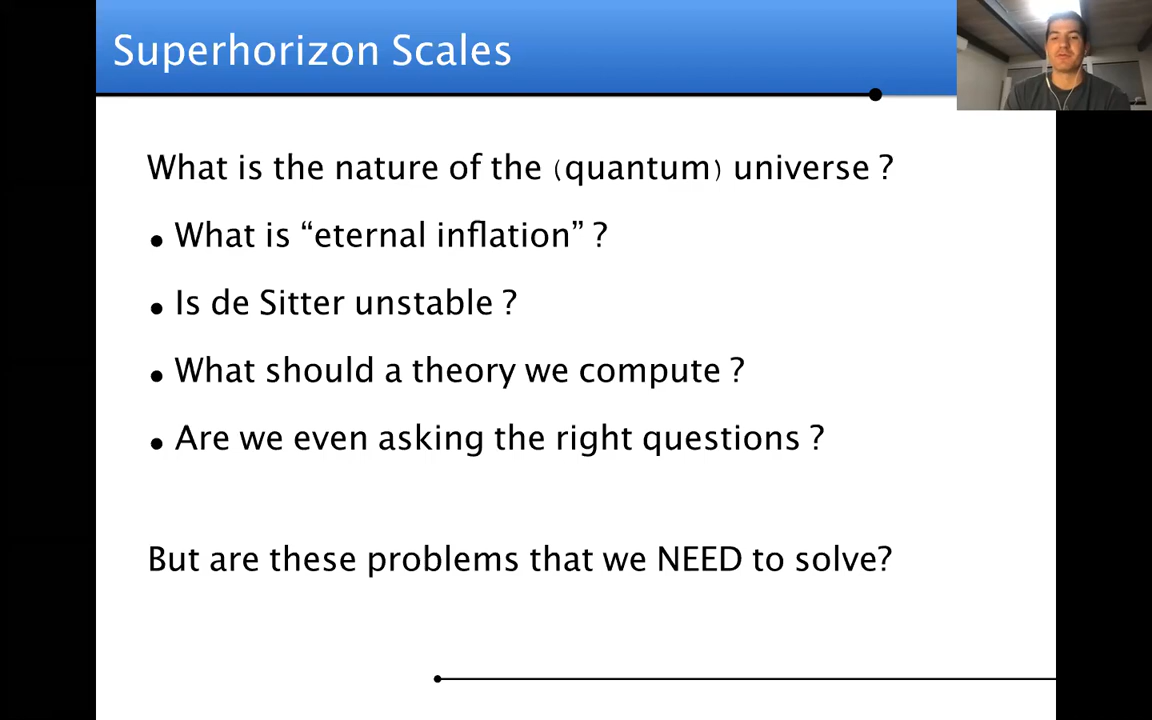 Superhorizon Scales
What is the nature of the (quantum) universe ?
• What is “eternal inflation” ?
• Is de Sitter unstable ?
• What should a theory we compute ?
• Are we even asking the right questions ?
But are these problems that we NEED to solve?